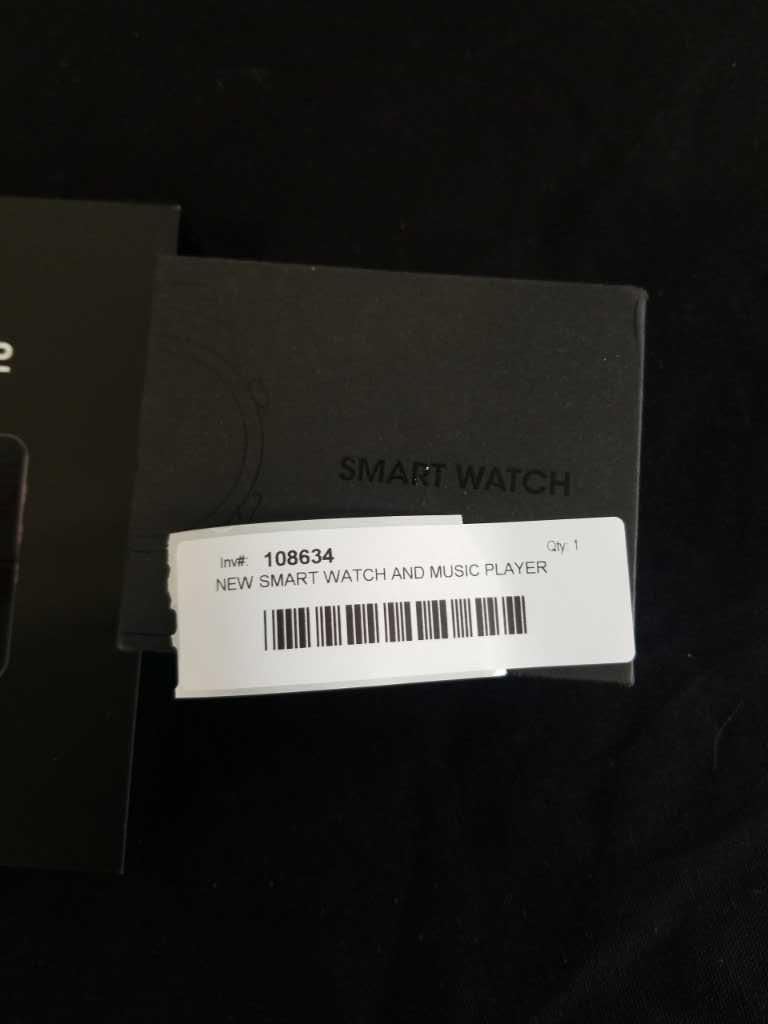 SMART WATCH
Inv#: 108634 Qty: 1
NEW SMART WATCH AND MUSIC PLAYER